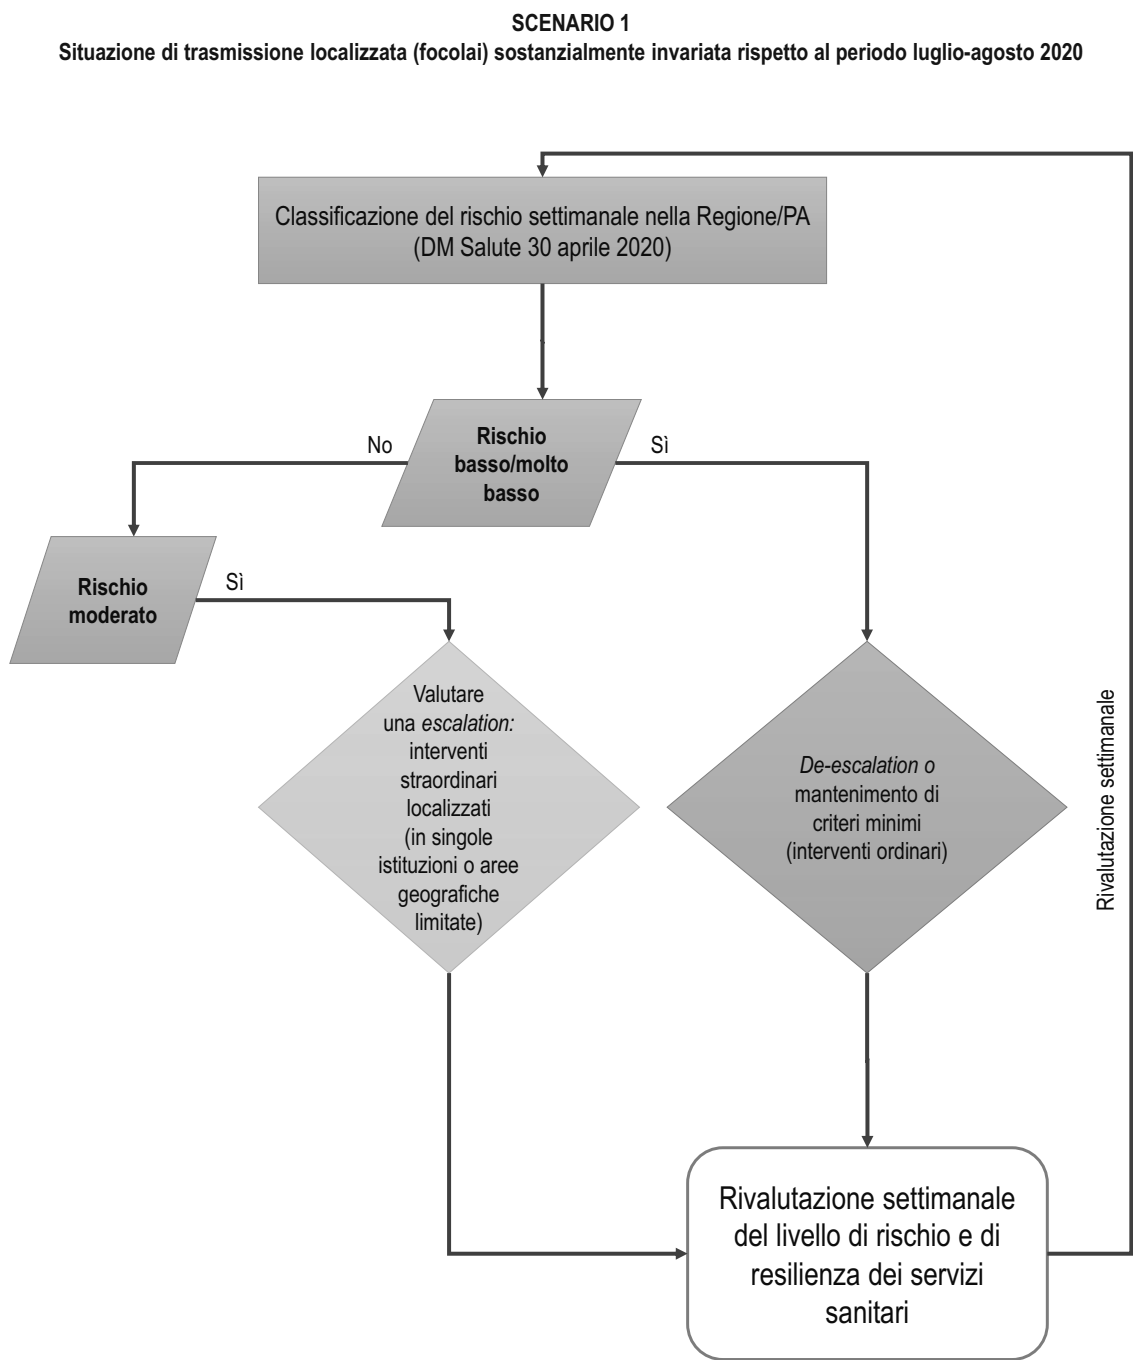 SCENARIO 1
Situazione di trasmissione localizzata (focolai) sostanzialmente invariata rispetto al periodo luglio-agosto 2020
Classificazione del rischio settimanale nella Regione/PA
(DM Salute 30 aprile 2020)
No
Rischio
basso/molto
basso
Sì
Rischio
moderato
Sì
Valutare
una escalation:
interventi
straordinari
localizzati
(in singole
istituzioni o aree
geografiche
limitate)
De-escalation o
mantenimento di
criteri minimi
(interventi ordinari)
Rivalutazione settimanale
Rivalutazione settimanale
del livello di rischio e di
resilienza dei servizi
sanitari